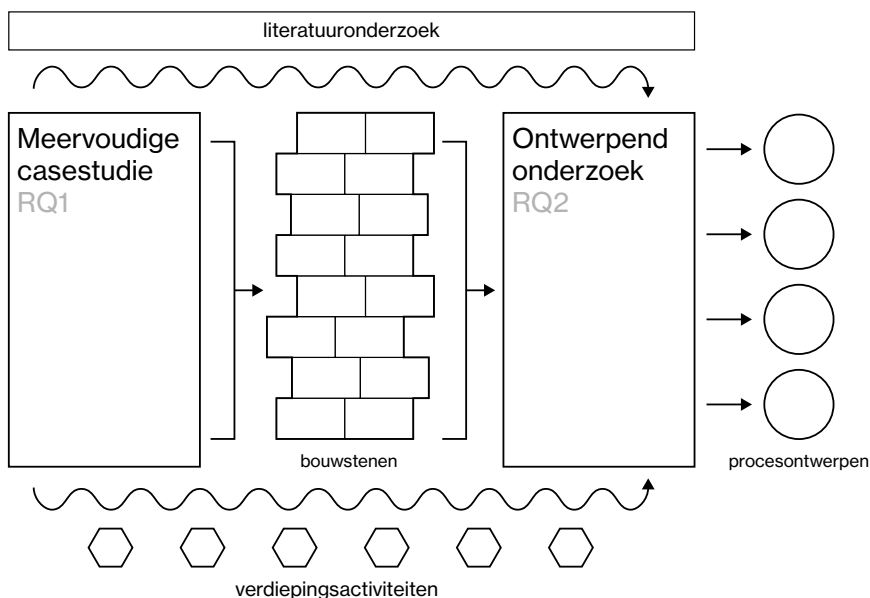 literatuuronderzoek
Meervoudige
casestudie
RQ1
Ontwerpend
onderzoek
RQ2
bouwstenen
procesontwerpen
verdiepingsactiviteiten